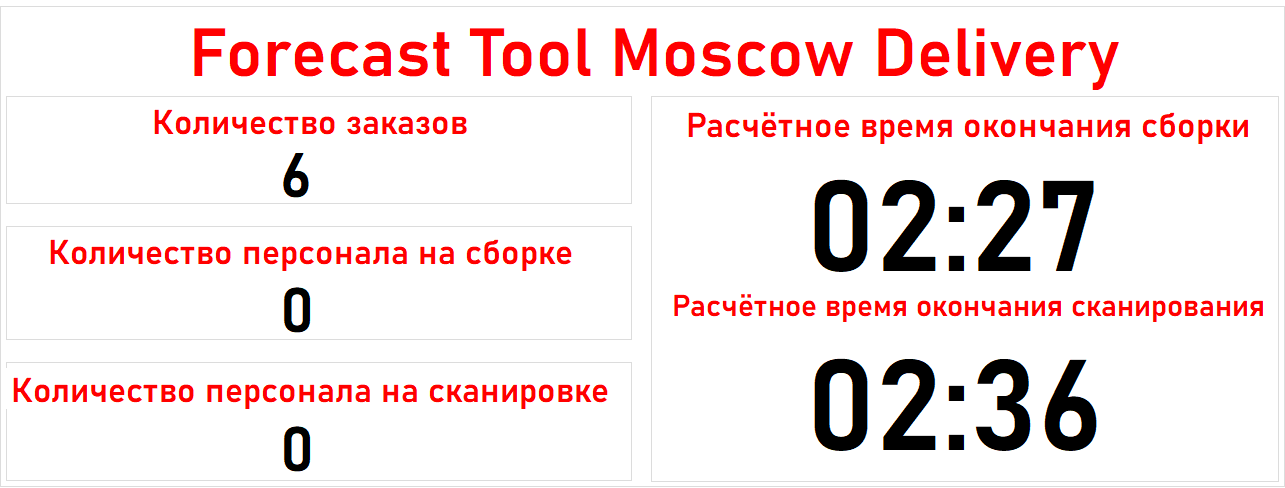 Forecast Tool Moscow Delivery
Количество заказов
6
Количество персонала на сборке
0
Количество персонала на сканировке
0
Расчётное время окончания сборки
02:27
Расчётное время окончания сканирования
02:36